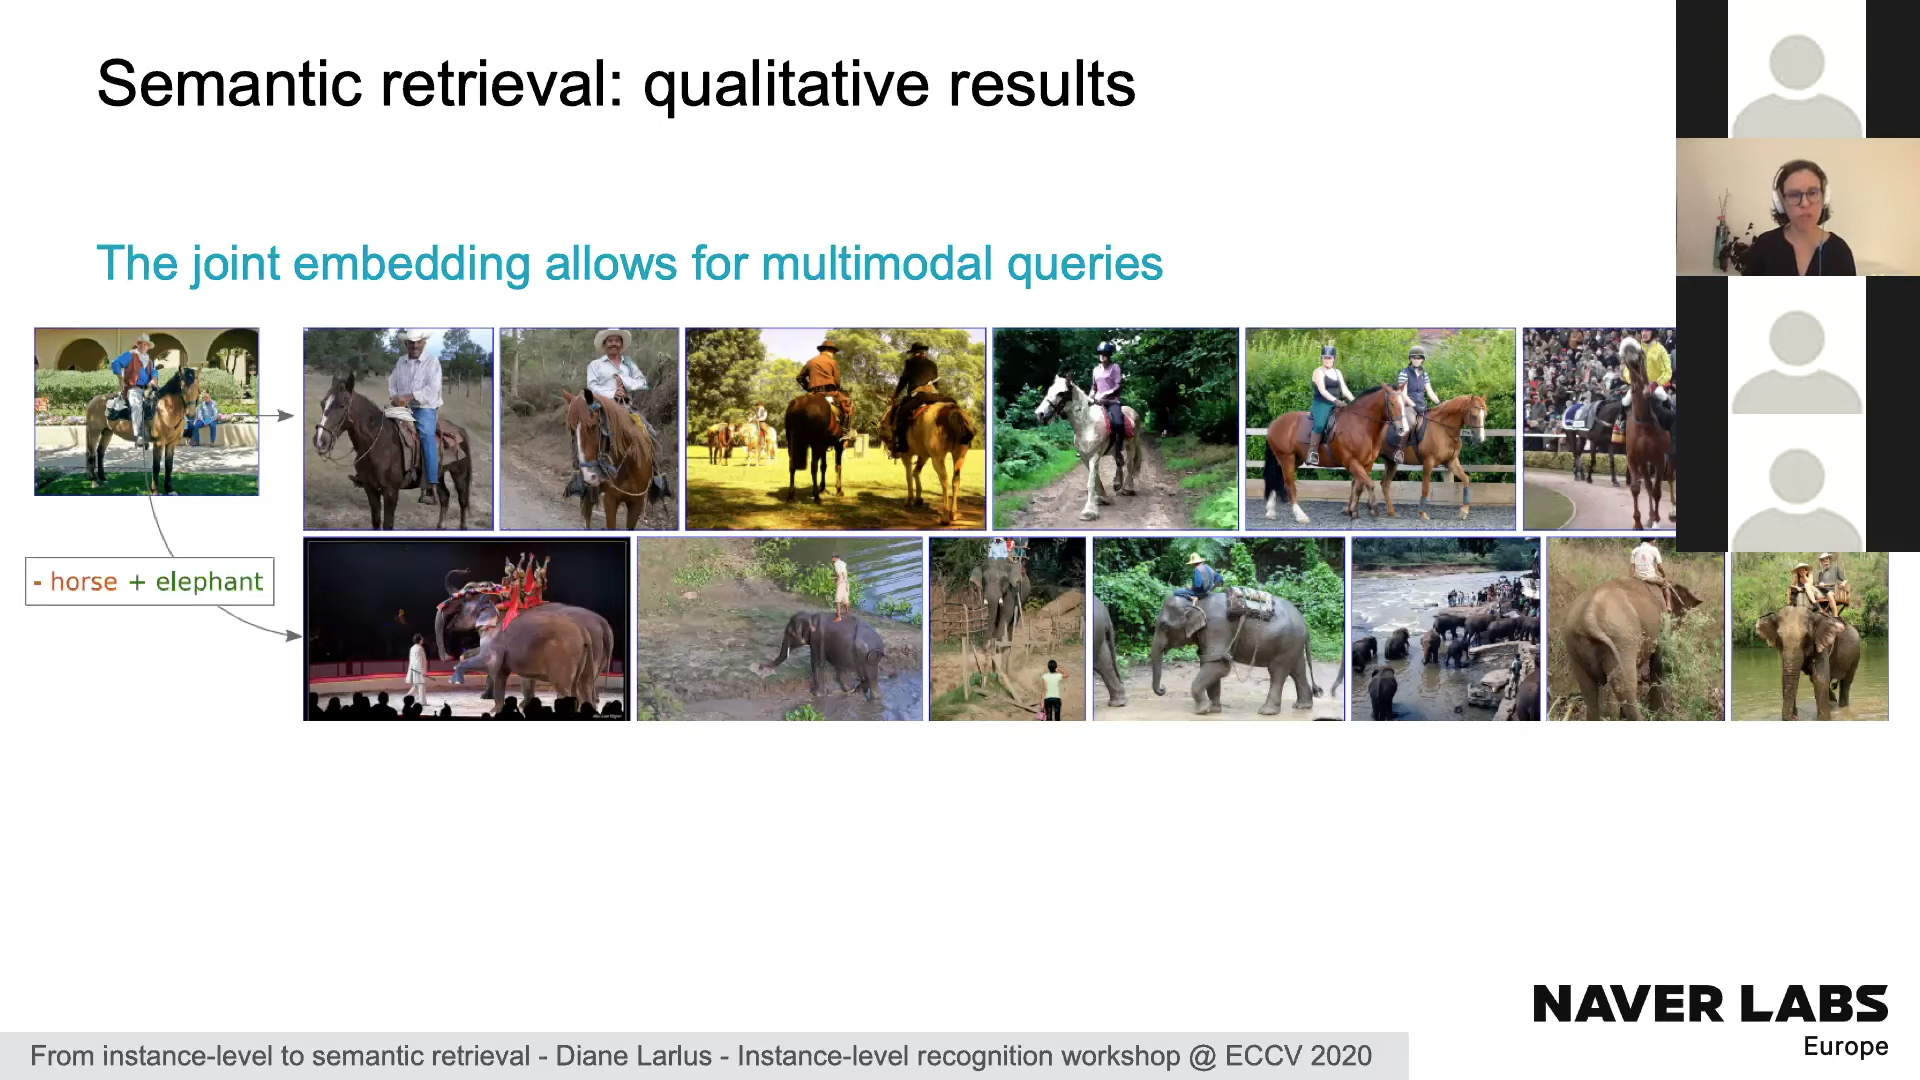 Semantic retrieval: qualitative results
The joint embedding allows for multimodal queries
- horse + elephant
NAVER LABS
Europe
From instance-level to semantic retrieval - Diane Larlus - Instance-level recognition workshop @ ECCV 2020